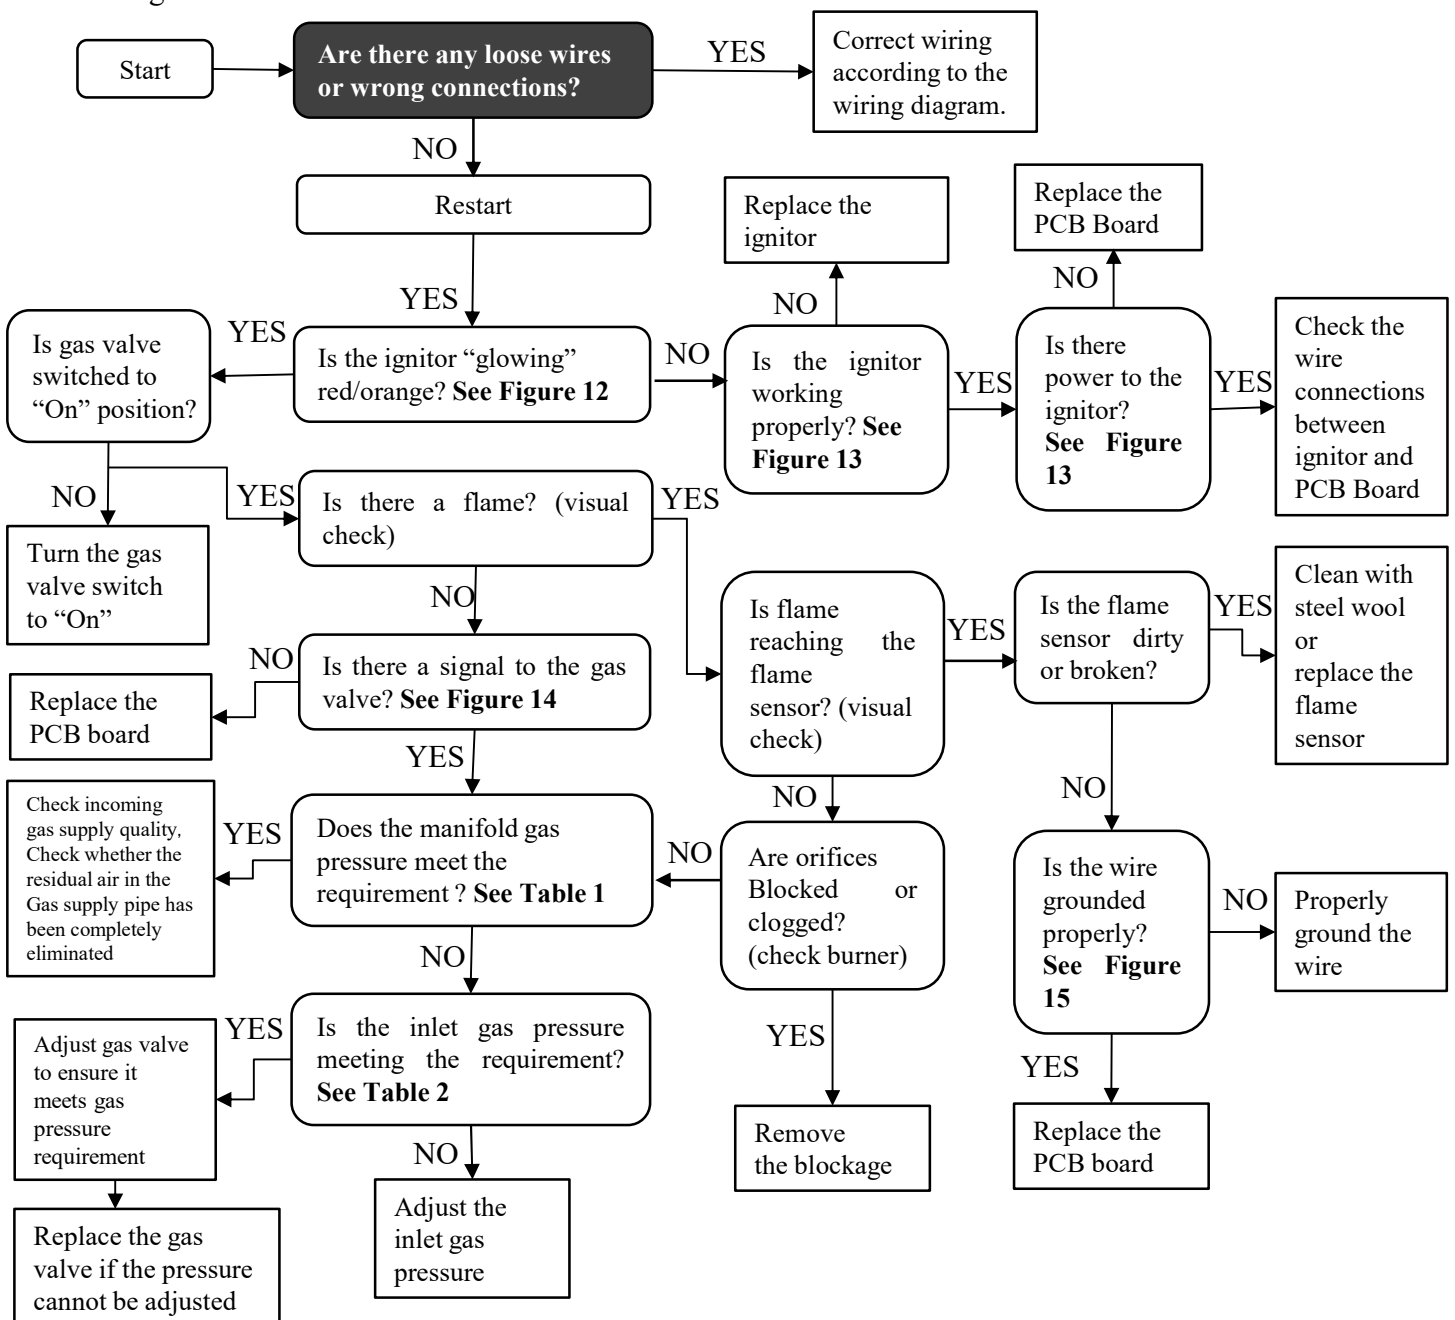 Start
Are there any loose wires
or wrong connections?
YES
Correct wiring
according to the
wiring diagram.
NO
Restart
YES
Replace the
ignitor
Replace the
PCB Board
NO
NO
Is gas valve
switched to
“On” position?
YES
Is the ignitor “glowing”
red/orange? See Figure 12
NO
Is the ignitor
working
properly? See
Figure 13
YES
Is there
power to the
ignitor?
See Figure
13
YES
Check the
wire
connections
between
ignitor and
PCB Board
NO
Turn the gas
valve switch
to “On”
YES
Is there a flame? (visual
check)
YES
NO
Is flame
reaching the
flame
sensor? (visual
check)
YES
Is the flame
sensor dirty
or broken?
YES
Clean with
steel wool
or
replace the
flame
sensor
NO
Replace the
PCB board
Is there a signal to the gas
valve? See Figure 14
YES
NO
NO
Check incoming
gas supply quality,
Check whether the
residual air in the
Gas supply pipe has
been completely
eliminated
YES
Does the manifold gas
pressure meet the
requirement ? See Table 1
NO
Are orifices
Blocked or
clogged?
(check burner)
Is the wire
grounded
properly?
See Figure
15
NO
Properly
ground the
wire
NO
YES
YES
Adjust gas valve
to ensure it
meets gas
pressure
requirement
YES
Is the inlet gas pressure
meeting the requirement?
See Table 2
NO
Remove
the blockage
Replace the
PCB board
Replace the gas
valve if the pressure
cannot be adjusted
Adjust the
inlet gas
pressure